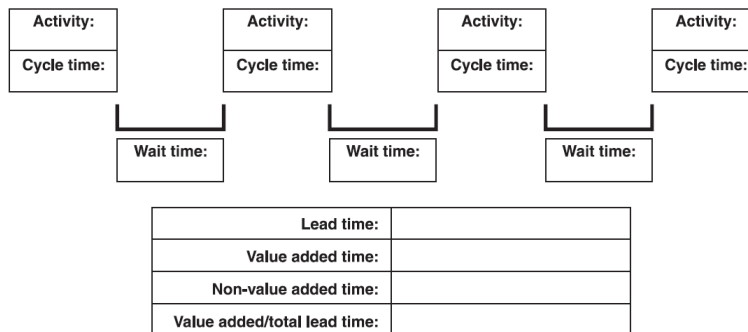 Activity: Activity: Activity: Activity:
Cycle time: Cycle time: Cycle time: Cycle time:
Wait time: Wait time: Wait time:
Lead time:
Value added time:
Non-value added time:
Value added/total lead time: